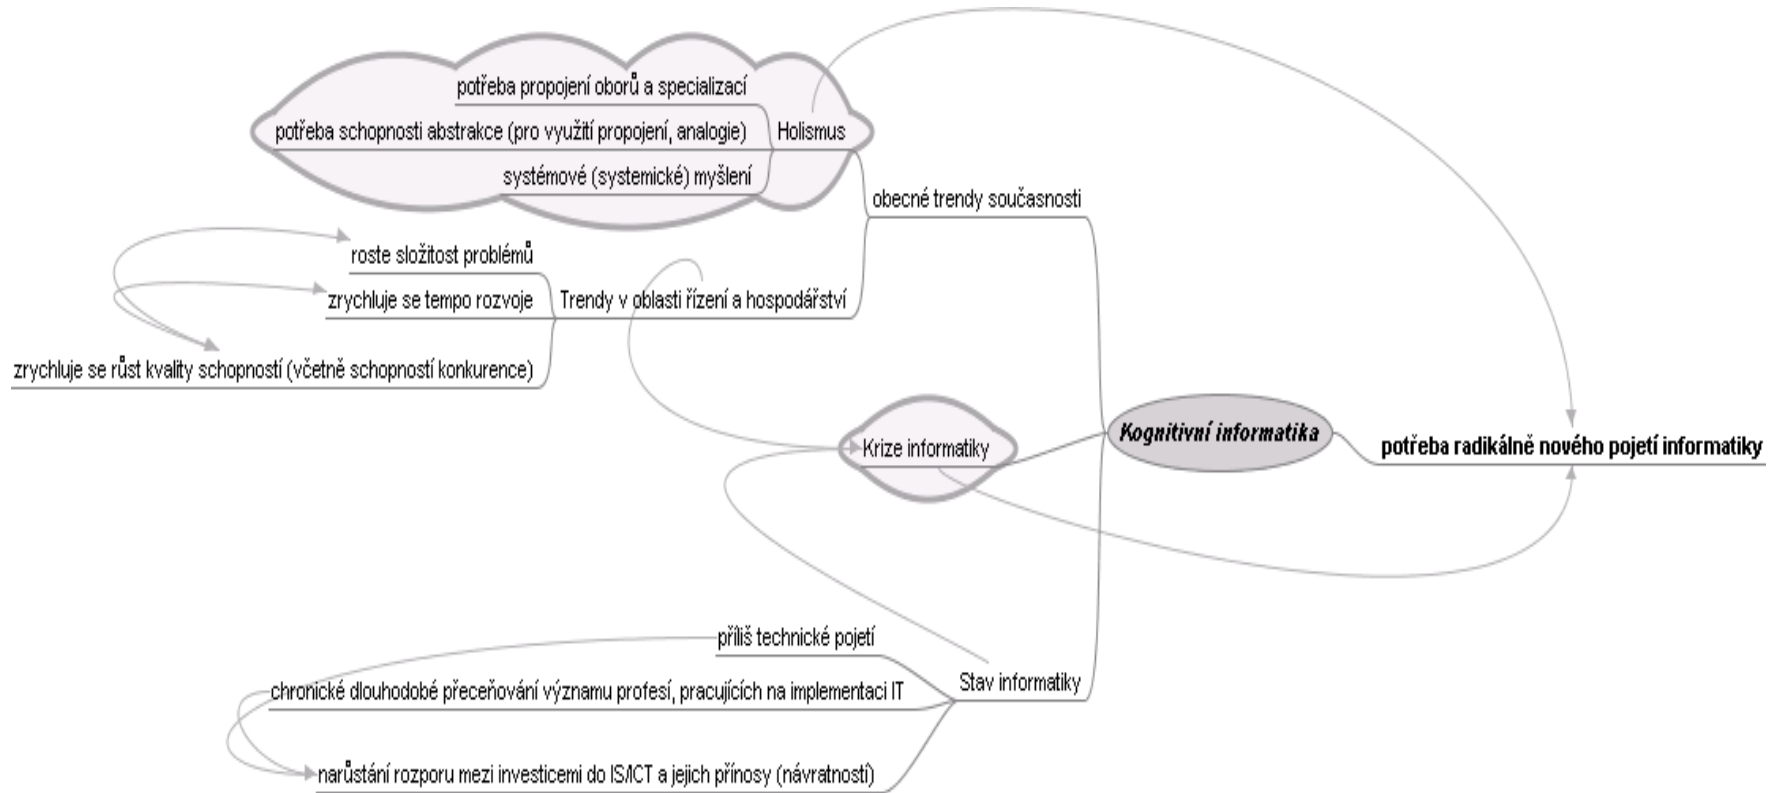 potřeba propojení oborů a specializací
potřeba schopnosti abstrakce (pro využití propojení, analogie)
Holismus
systémové (systemické) myšlení
obecné trendy současnosti
roste složitost problémů
zrychluje se tempo rozvoje
Trendy v oblasti řízení a hospodářství
zrychluje se růst kvality schopností (včetně schopností konkurence)
Kognitivní informatika
Krize informatiky
potřeba radikálně nového pojetí informatiky
příliš technické pojetí
chronické dlouhodobé přeceňování významu profesí, pracujících na implementaci IT
Stav informatiky
narůstání rozporu mezi investicemi do IS/ICT a jejich přínosy (návratností)